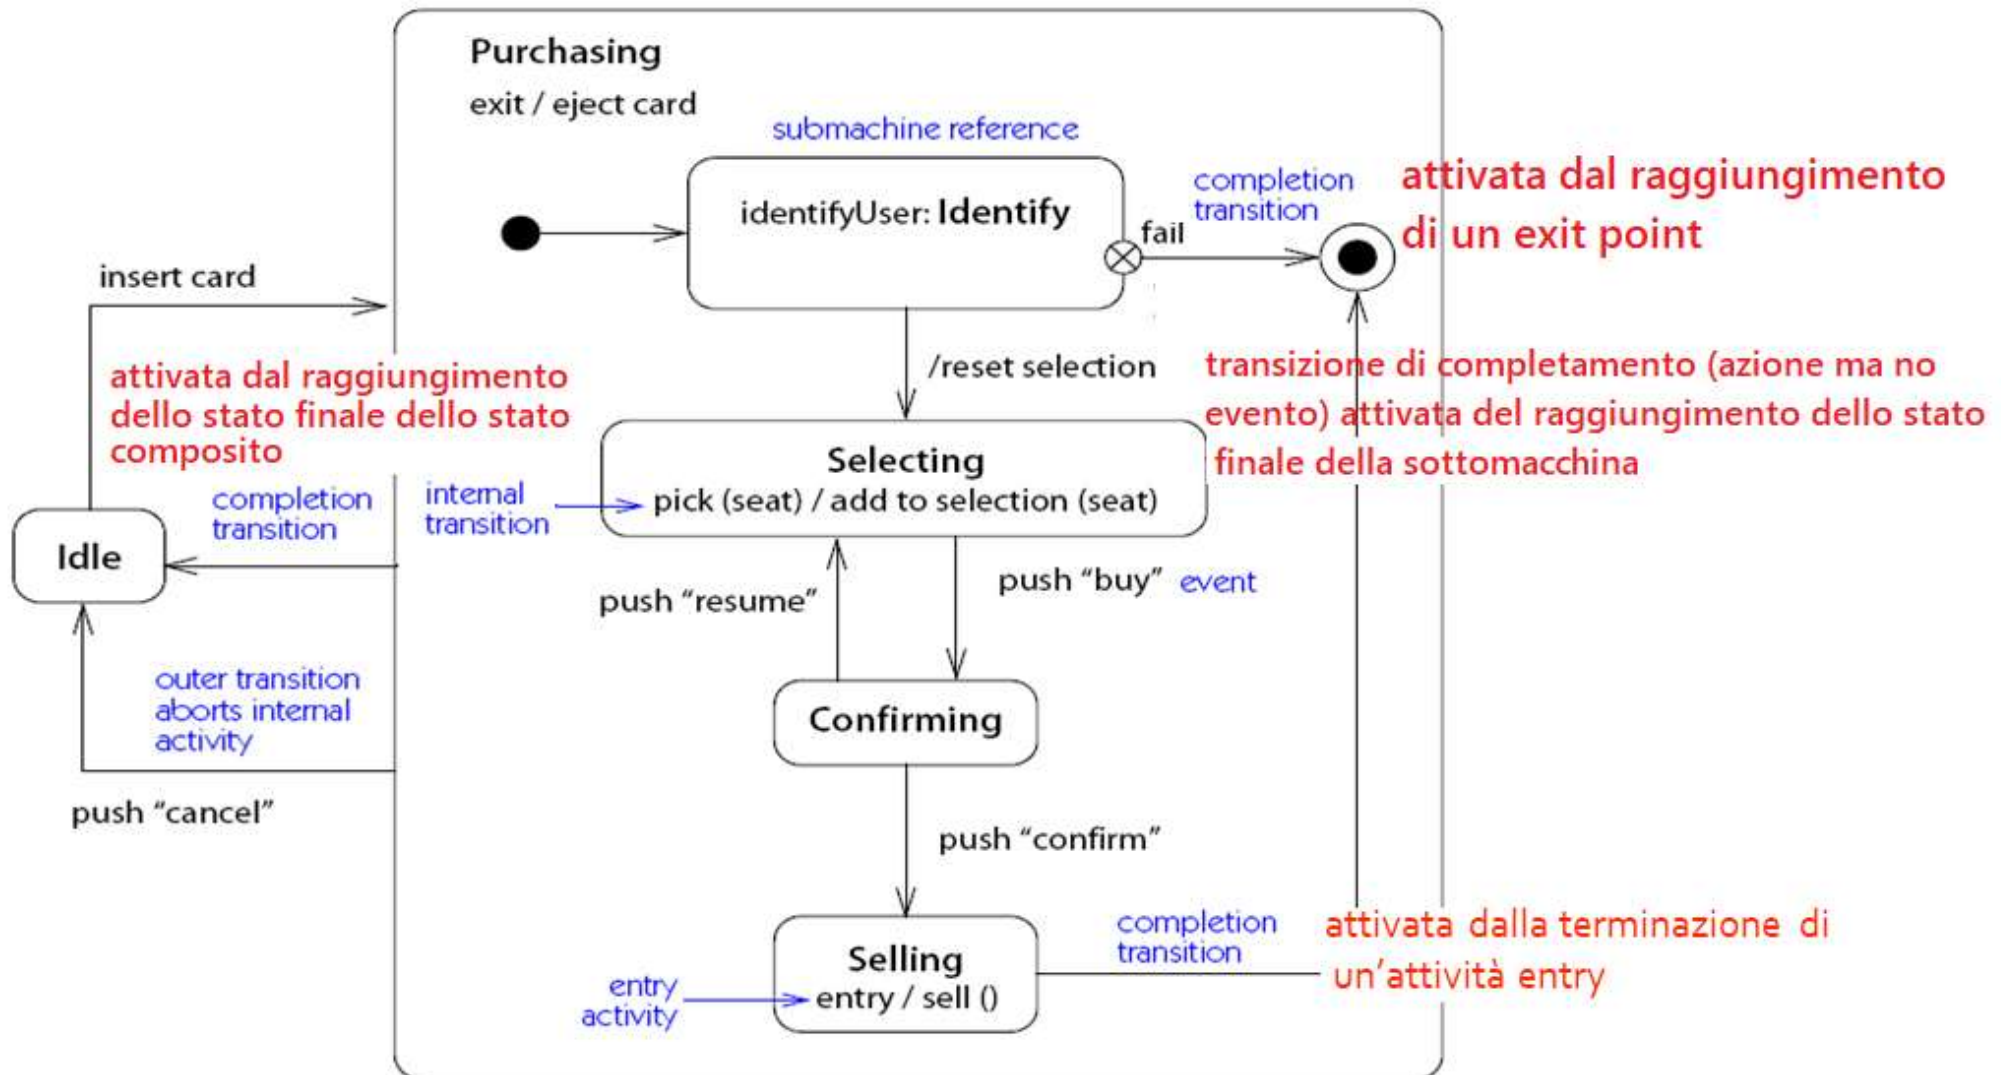 Purchasing
exit / eject card
submachine reference
identifyUser: Identify
completion
transition
fail
attivata dal raggiungimento
di un exit point
insert card
/reset selection
attivata dal raggiungimento
dello stato finale dello stato
composito
transizione di completamento (azione ma no
evento) attivata del raggiungimento dello stato
finale della sottomacchina
Selecting
pick (seat) / add to selection (seat)
internal
transition
completion
transition
Idle
push “resume”
push “buy”
event
outer transition
aborts internal
activity
push “cancel”
Confirming
push “confirm”
Selling
entry / sell ()
entry
activity
completion
transition
attivata dalla terminazione di
un’attività entry